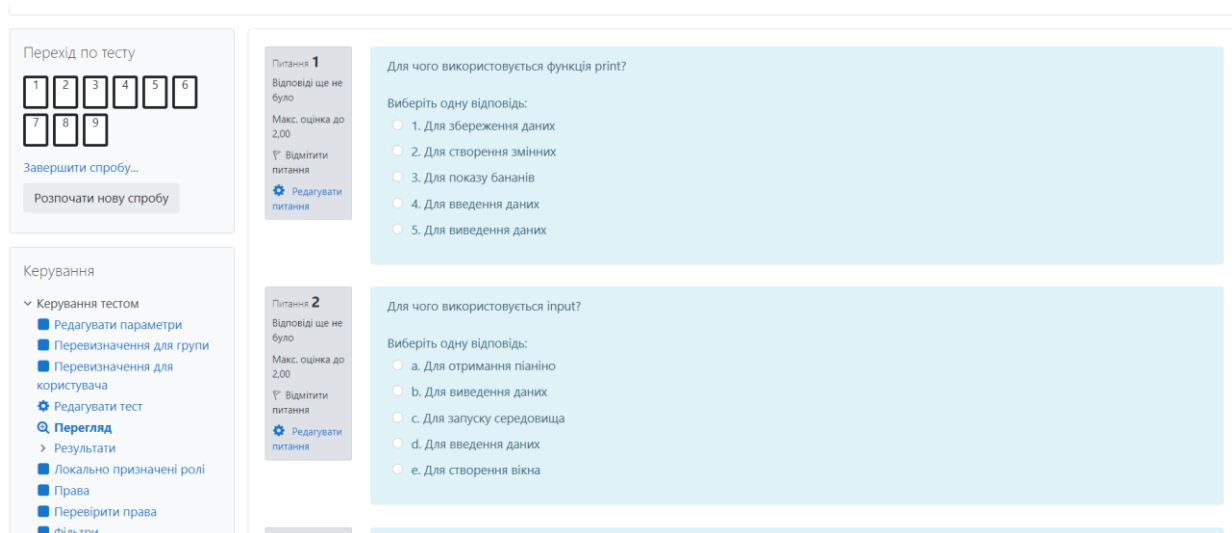 Перехід по тесту
1 2 3 4 5 6
7 8 9
Завершити спробу...
Розпочати нову спробу
Керування
Керування тестом
Редагувати параметри
Перевизначення для групи
Перевизначення для
користувача
Редагувати тест
Перегляд
Результати
Локально призначені ролі
Права
Перевірити права
Фільтри
Питання 1
Відповіді ще не
було
Макс. оцінка до
2,00
Відмітити
питання
Редагувати
питання
Для чого використовується функція print?
Виберіть одну відповідь:
1. Для збереження даних
2. Для створення змінних
3. Для показу бананів
4. Для введення даних
5. Для виведення даних
Питання 2
Відповіді ще не
було
Макс. оцінка до
2,00
Відмітити
питання
Редагувати
питання
Для чого використовується input?
Виберіть одну відповідь:
a. Для отримання піаніно
b. Для виведення даних
c. Для запуску середовища
d. Для введення даних
e. Для створення вікна